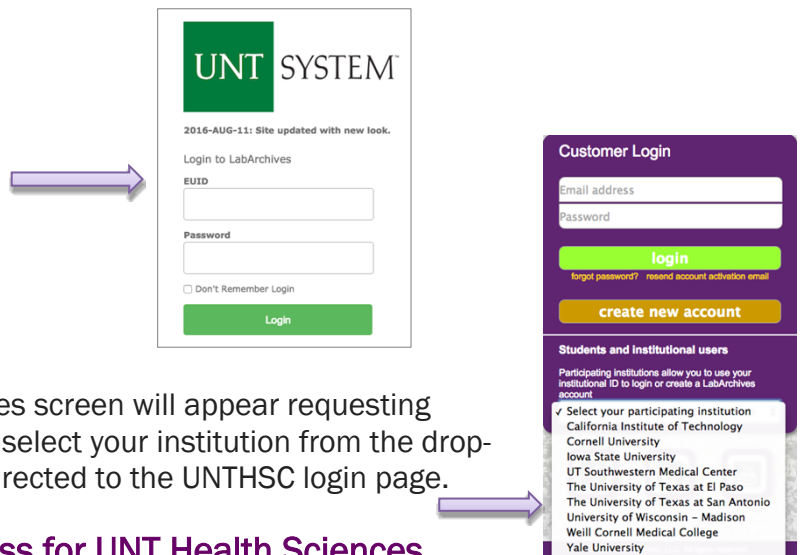 UNT SYSTEM™
2016-AUG-11: Site updated with new look.
Login to LabArchives
EUID
Password
Don't Remember Login
Login
Customer Login
Email address
Password
login
forgot password? resend account activation email
create new account
Students and institutional users
Participating institutions allow you to use your
institutional ID to login or create a LabArchives
account
✓ Select your participating institution
California Institute of Technology
Cornell University
Iowa State University
UT Southwestern Medical Center
The University of Texas at El Paso
The University of Texas at San Antonio
University of Wisconsin – Madison
Weill Cornell Medical College
Yale University
es screen will appear requesting
select your institution from the drop-
rected to the UNTHSC login page.
ss for UNT Health Sciences